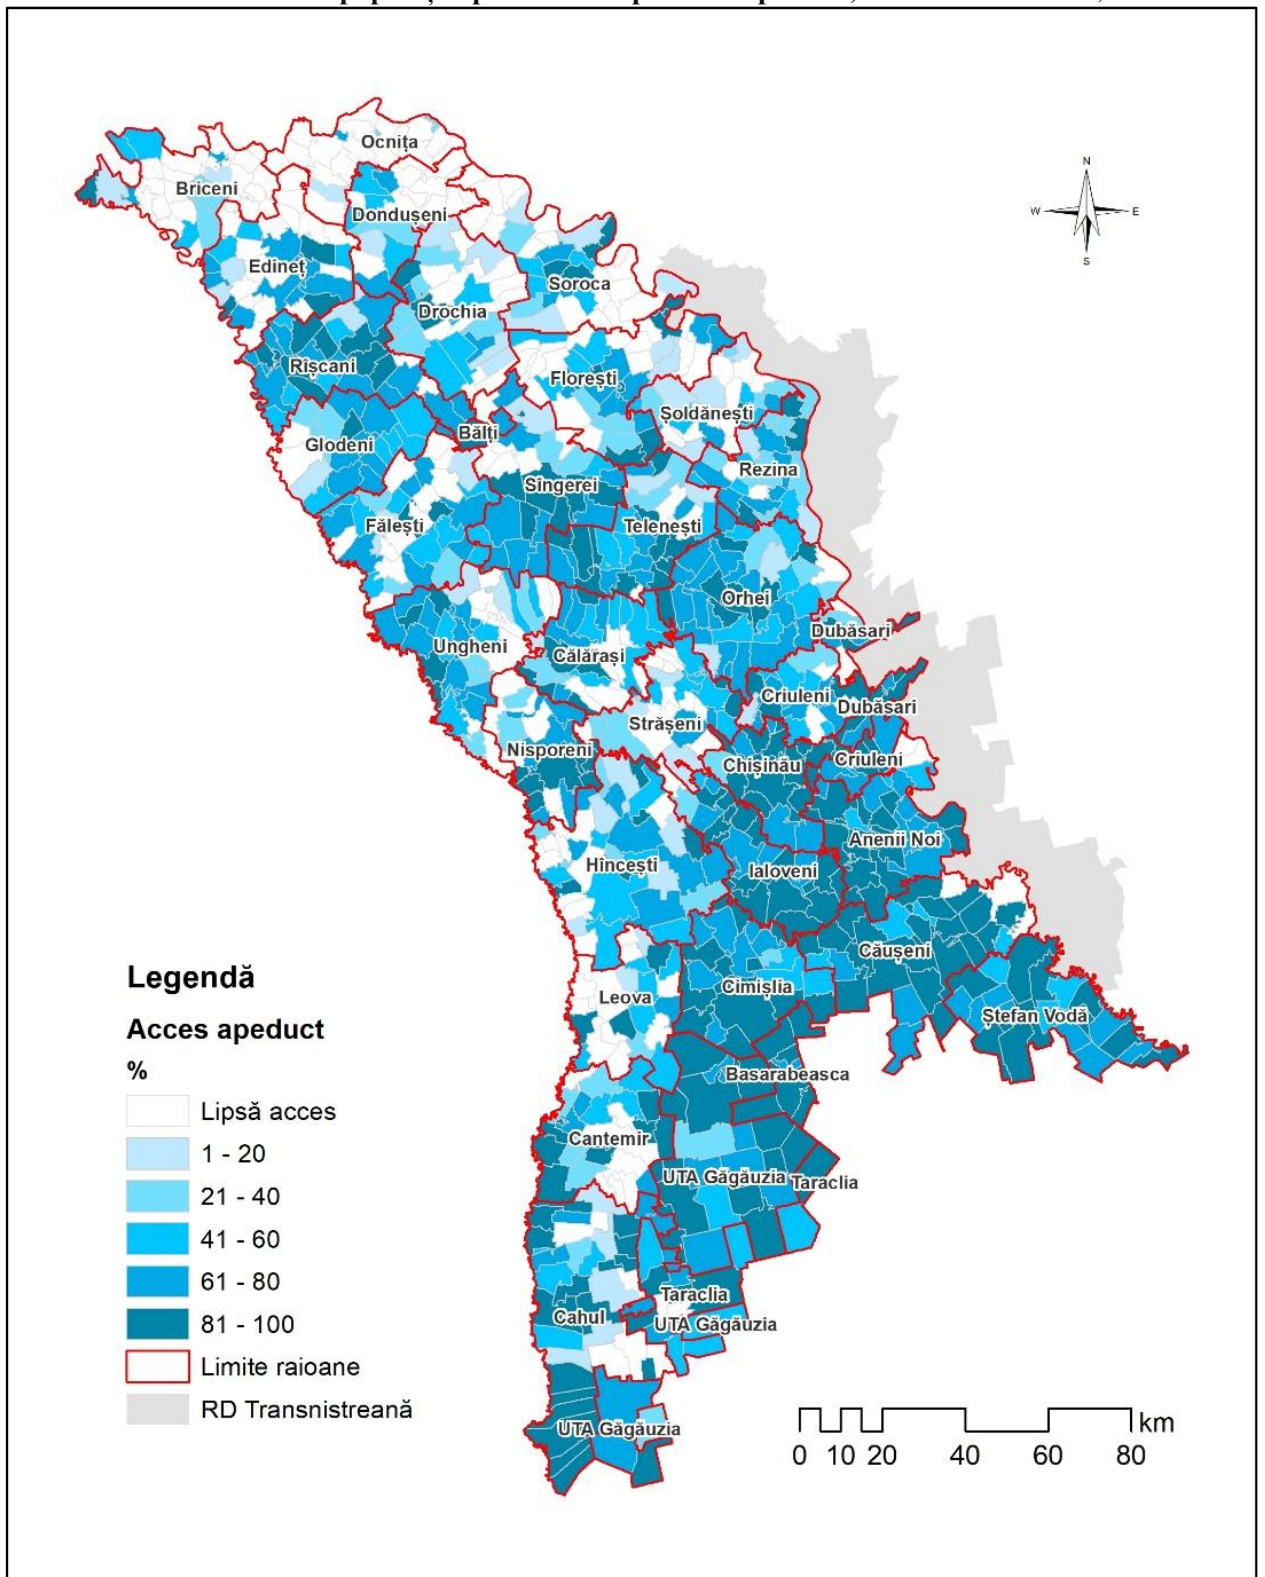 N
W E
S
Ocnița
Briceni
Dondușeni
Edineț
Soroca
Drochia
Rîșcani
Florești
Șoldănești
Bălți
Glodeni
Rezina
Sîngerei
Fălești
Telenești
Orhei
Dubăsari
Ungheni
Călărași
Criuleni
Dubăsari
Strășeni
Nisporeni
Chișinău
Criuleni
Anenii Noi
Hîncești
Ialoveni
Căușeni
Cimișlia
Leova
Ștefan Vodă
Basarabeasca
Cantemir
UTA Găgăuzia
Taraclia
Taraclia
Cahul
UTA Găgăuzia
UTA Găgăuzia
Legendă
Acces apeduct
%
Lipsă acces
1 - 20
21 - 40
41 - 60
61 - 80
81 - 100
Limite raioane
RD Transnistreană
km
0 10 20 40 60 80